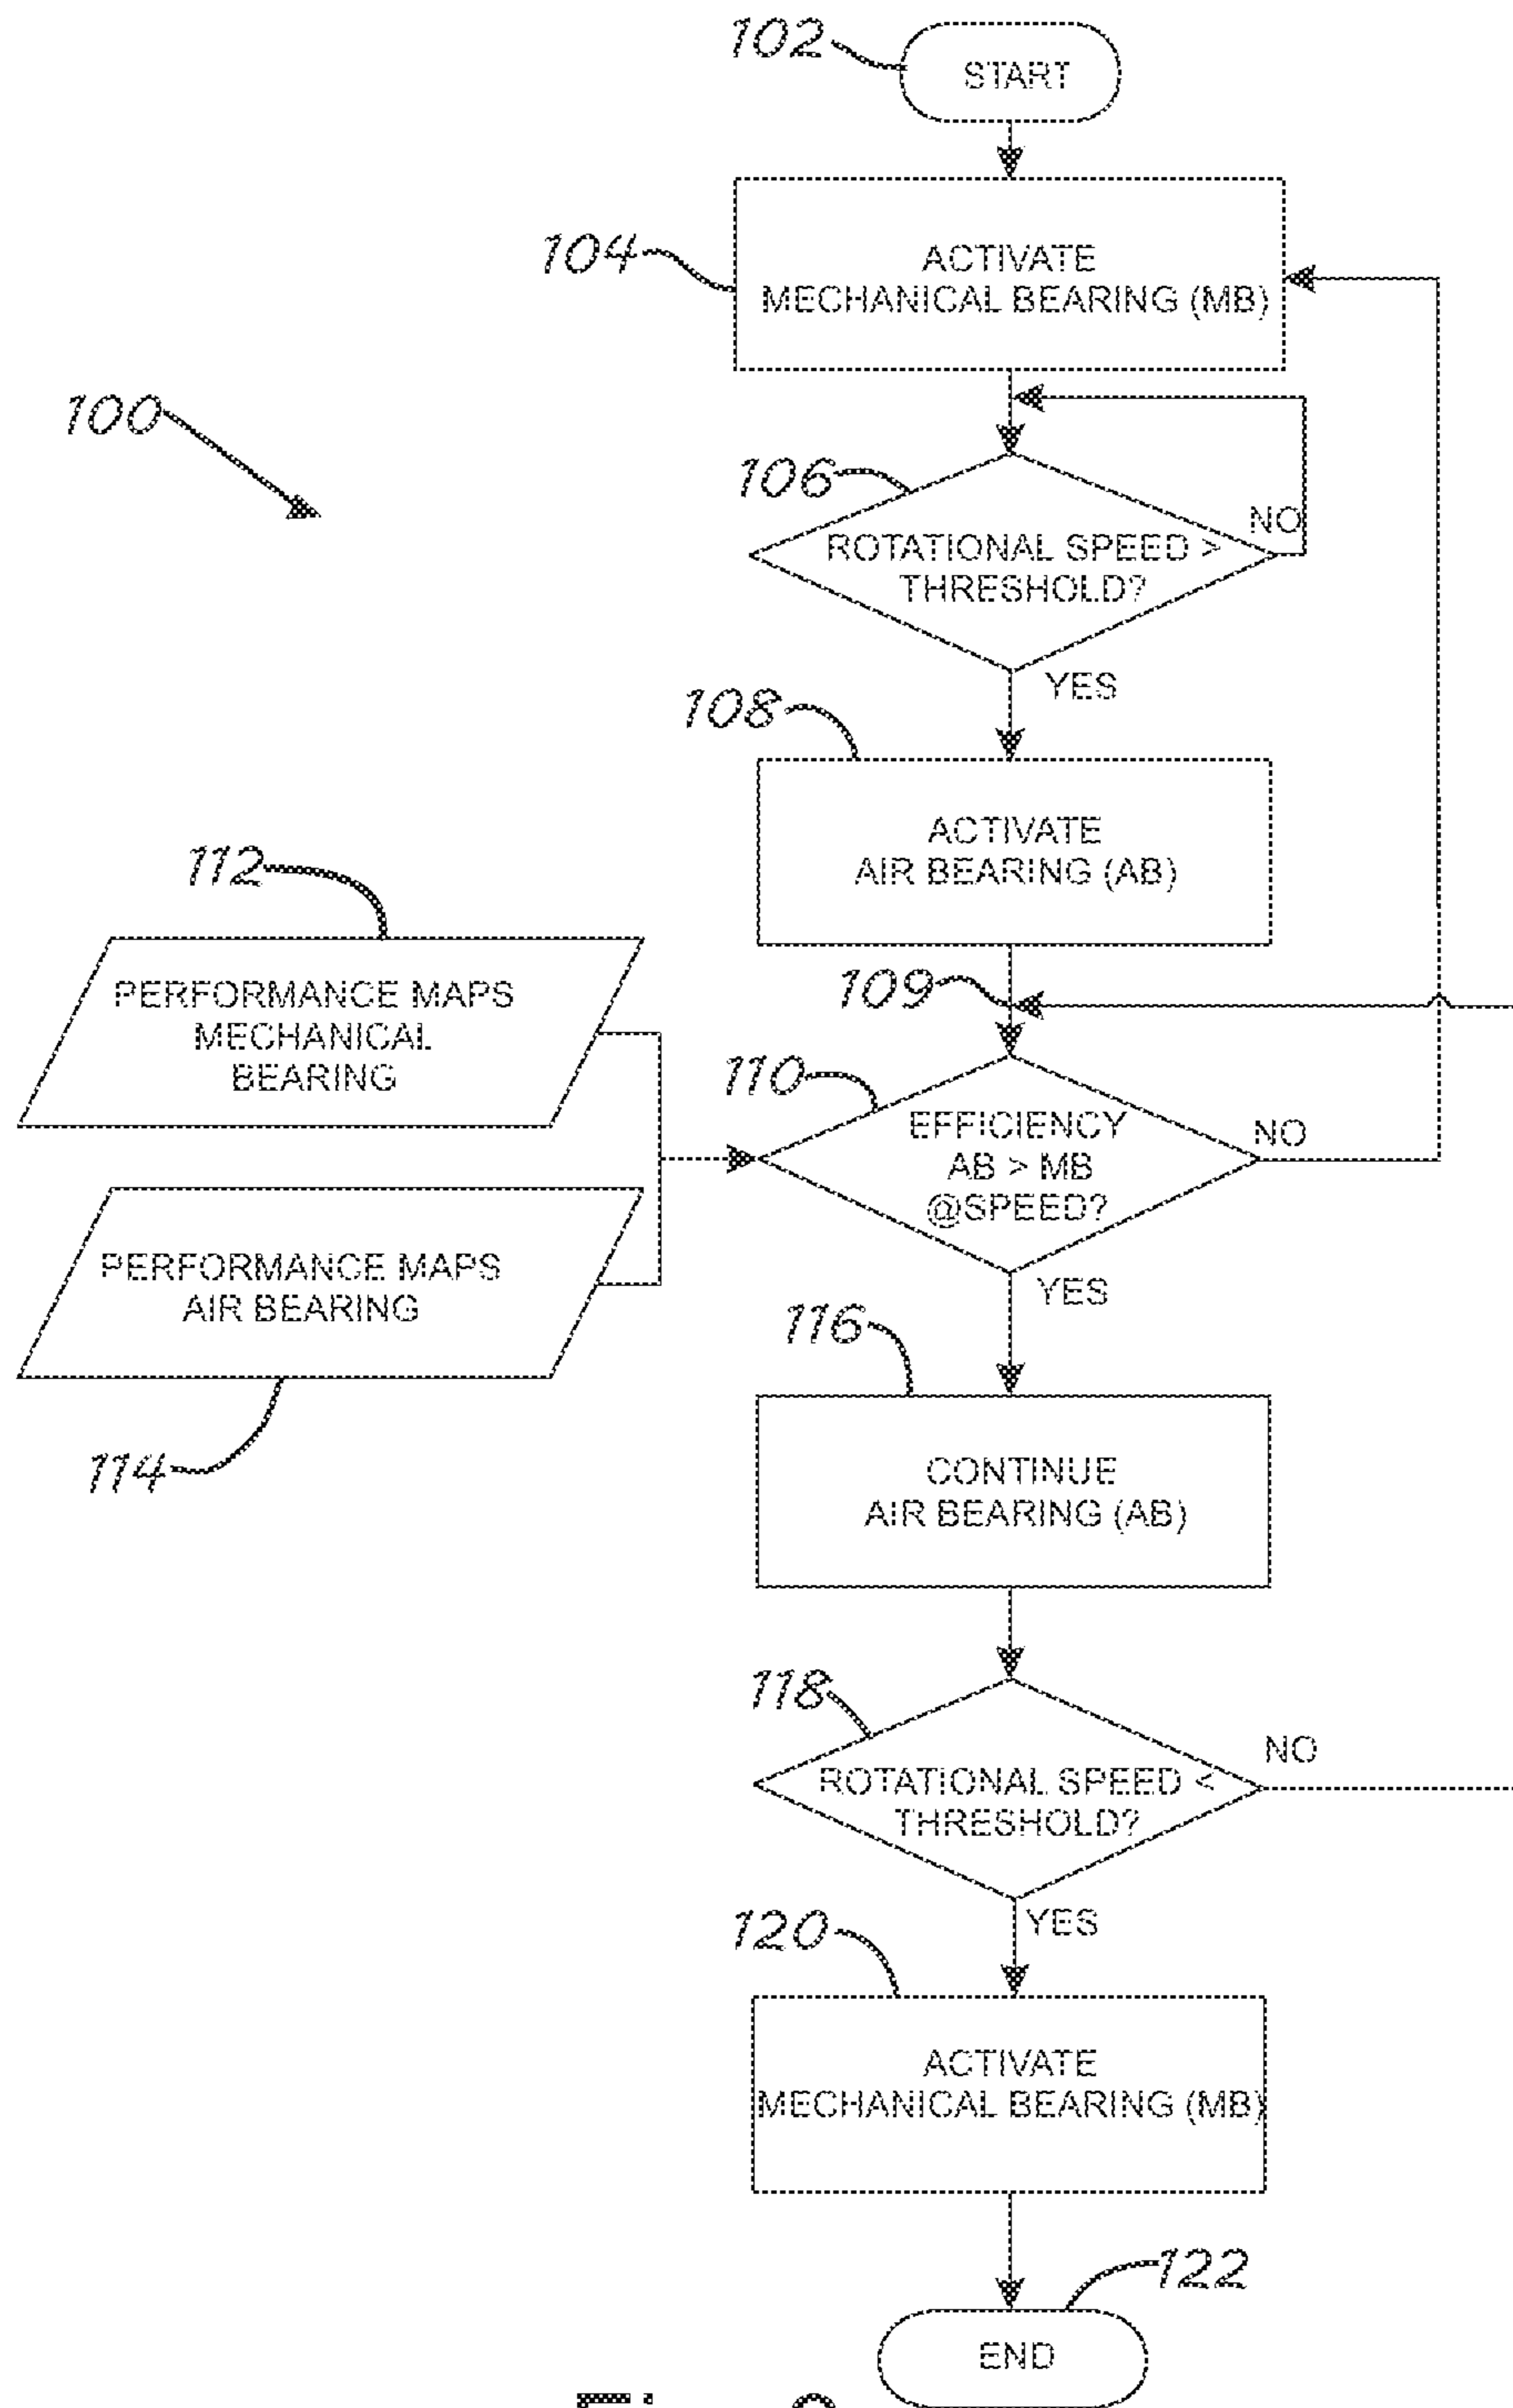 102
START
104
ACTIVATE
MECHANICAL BEARING (MB)
100
106
NO
ROTATIONAL SPEED >
THRESHOLD?
YES
108
ACTIVATE
AIR BEARING (AB)
112
PERFORMANCE MAPS
MECHANICAL
BEARING
109
110
EFFICIENCY
AB > MB
@SPEED?
NO
YES
PERFORMANCE MAPS
AIR BEARING
114
116
CONTINUE
AIR BEARING (AB)
118
NO
ROTATIONAL SPEED <
THRESHOLD?
YES
120
ACTIVATE
MECHANICAL BEARING (MB)
122
END